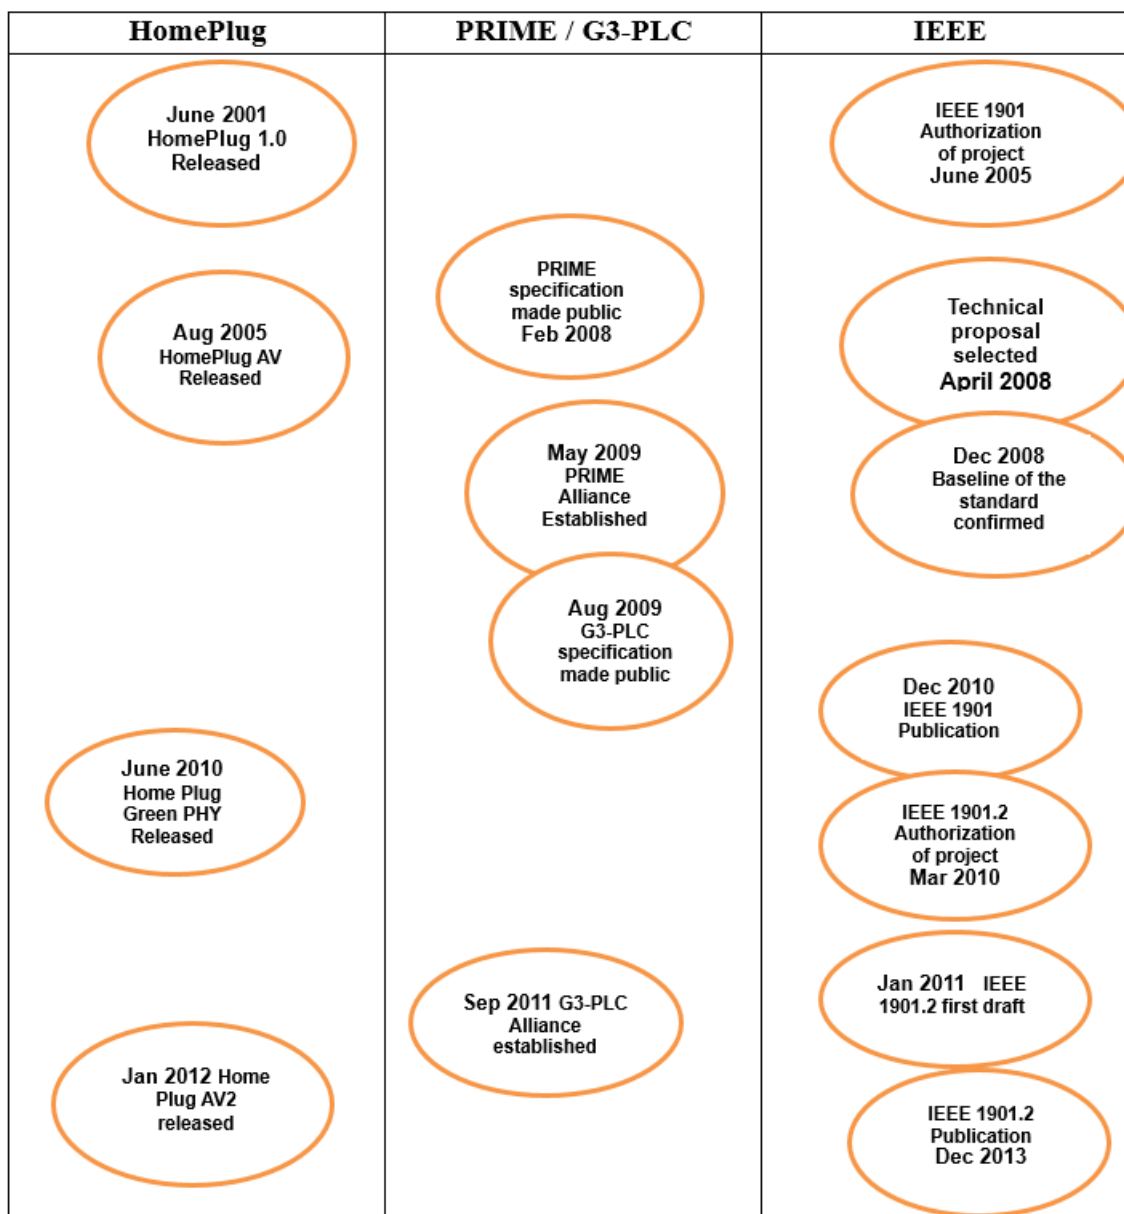 HomePlug
PRIME / G3-PLC
IEEE
June 2001
HomePlug 1.0
Released
Aug 2005
HomePlug AV
Released
June 2010
Home Plug
Green PHY
Released
Jan 2012 Home
Plug AV2
released
PRIME
specification
made public
Feb 2008
May 2009
PRIME
Alliance
Established
Aug 2009
G3-PLC
specification
made public
Sep 2011 G3-PLC
Alliance
established
IEEE 1901
Authorization
of project
June 2005
Technical
proposal
selected
April 2008
Dec 2008
Baseline of the
standard
confirmed
Dec 2010
IEEE 1901
Publication
IEEE 1901.2
Authorization
of project
Mar 2010
Jan 2011 IEEE
1901.2 first draft
IEEE 1901.2
Publication
Dec 2013